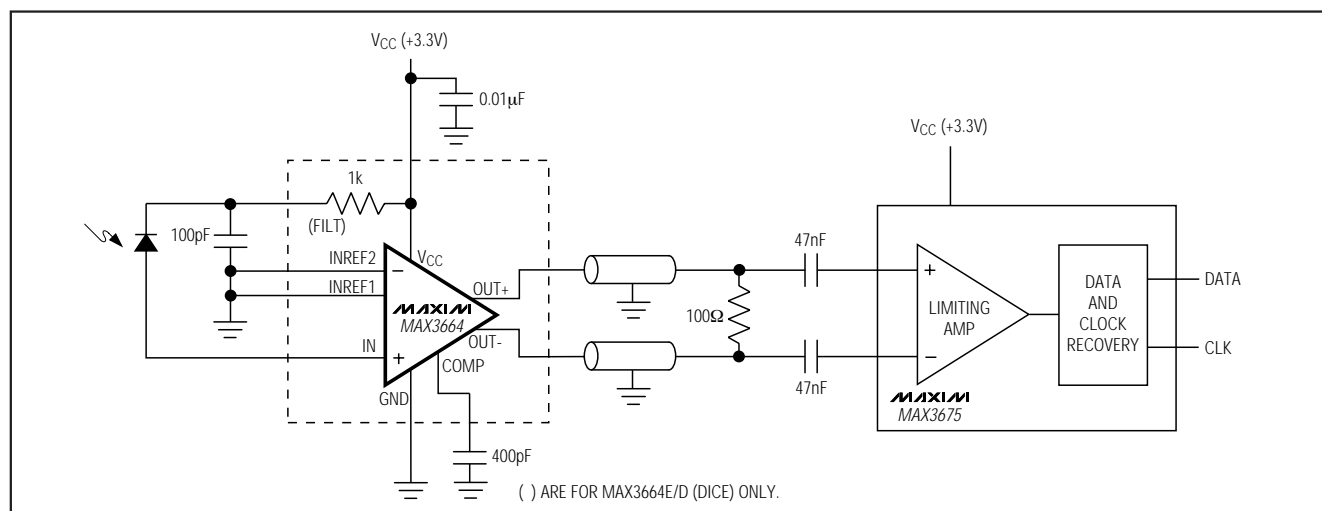 VCC (+3.3V)
0.01μF
VCC (+3.3V)
1k
(FILT)
100pF
INREF2
−
VCC
INREF1
MAXIM
MAX3664
OUT+
OUT-
IN
+
COMP
GND
400pF
47nF
100Ω
47nF
+
LIMITING
AMP
−
DATA
AND
CLOCK
RECOVERY
DATA
CLK
MAXIM
MAX3675
( ) ARE FOR MAX3664E/D (DICE) ONLY.